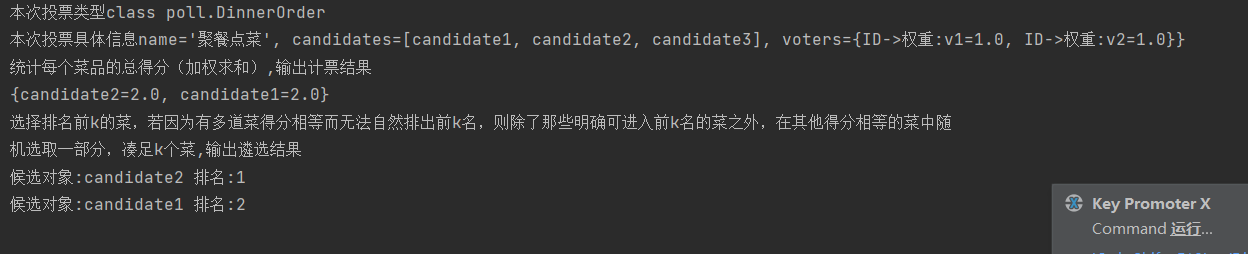 本次投票类型class poll.DinnerOrder
本次投票具体信息name='聚餐点菜', candidates=[candidate1, candidate2, candidate3], voters={ID->权重:v1=1.0, ID->权重:v2=1.0}}
统计每个菜品的总得分（加权求和）,输出计票结果
{candidate2=2.0, candidate1=2.0}
选择排名前k的菜，若因为有多道菜得分相等而无法自然排出前k名，则除了那些明确可进入前k名的菜之外，在其他得分相等的菜中随
机选取一部分，凑足k个菜,输出遴选结果
候选对象:candidate2 排名:1
候选对象:candidate1 排名:2
Key Promoter X
Command 运行...